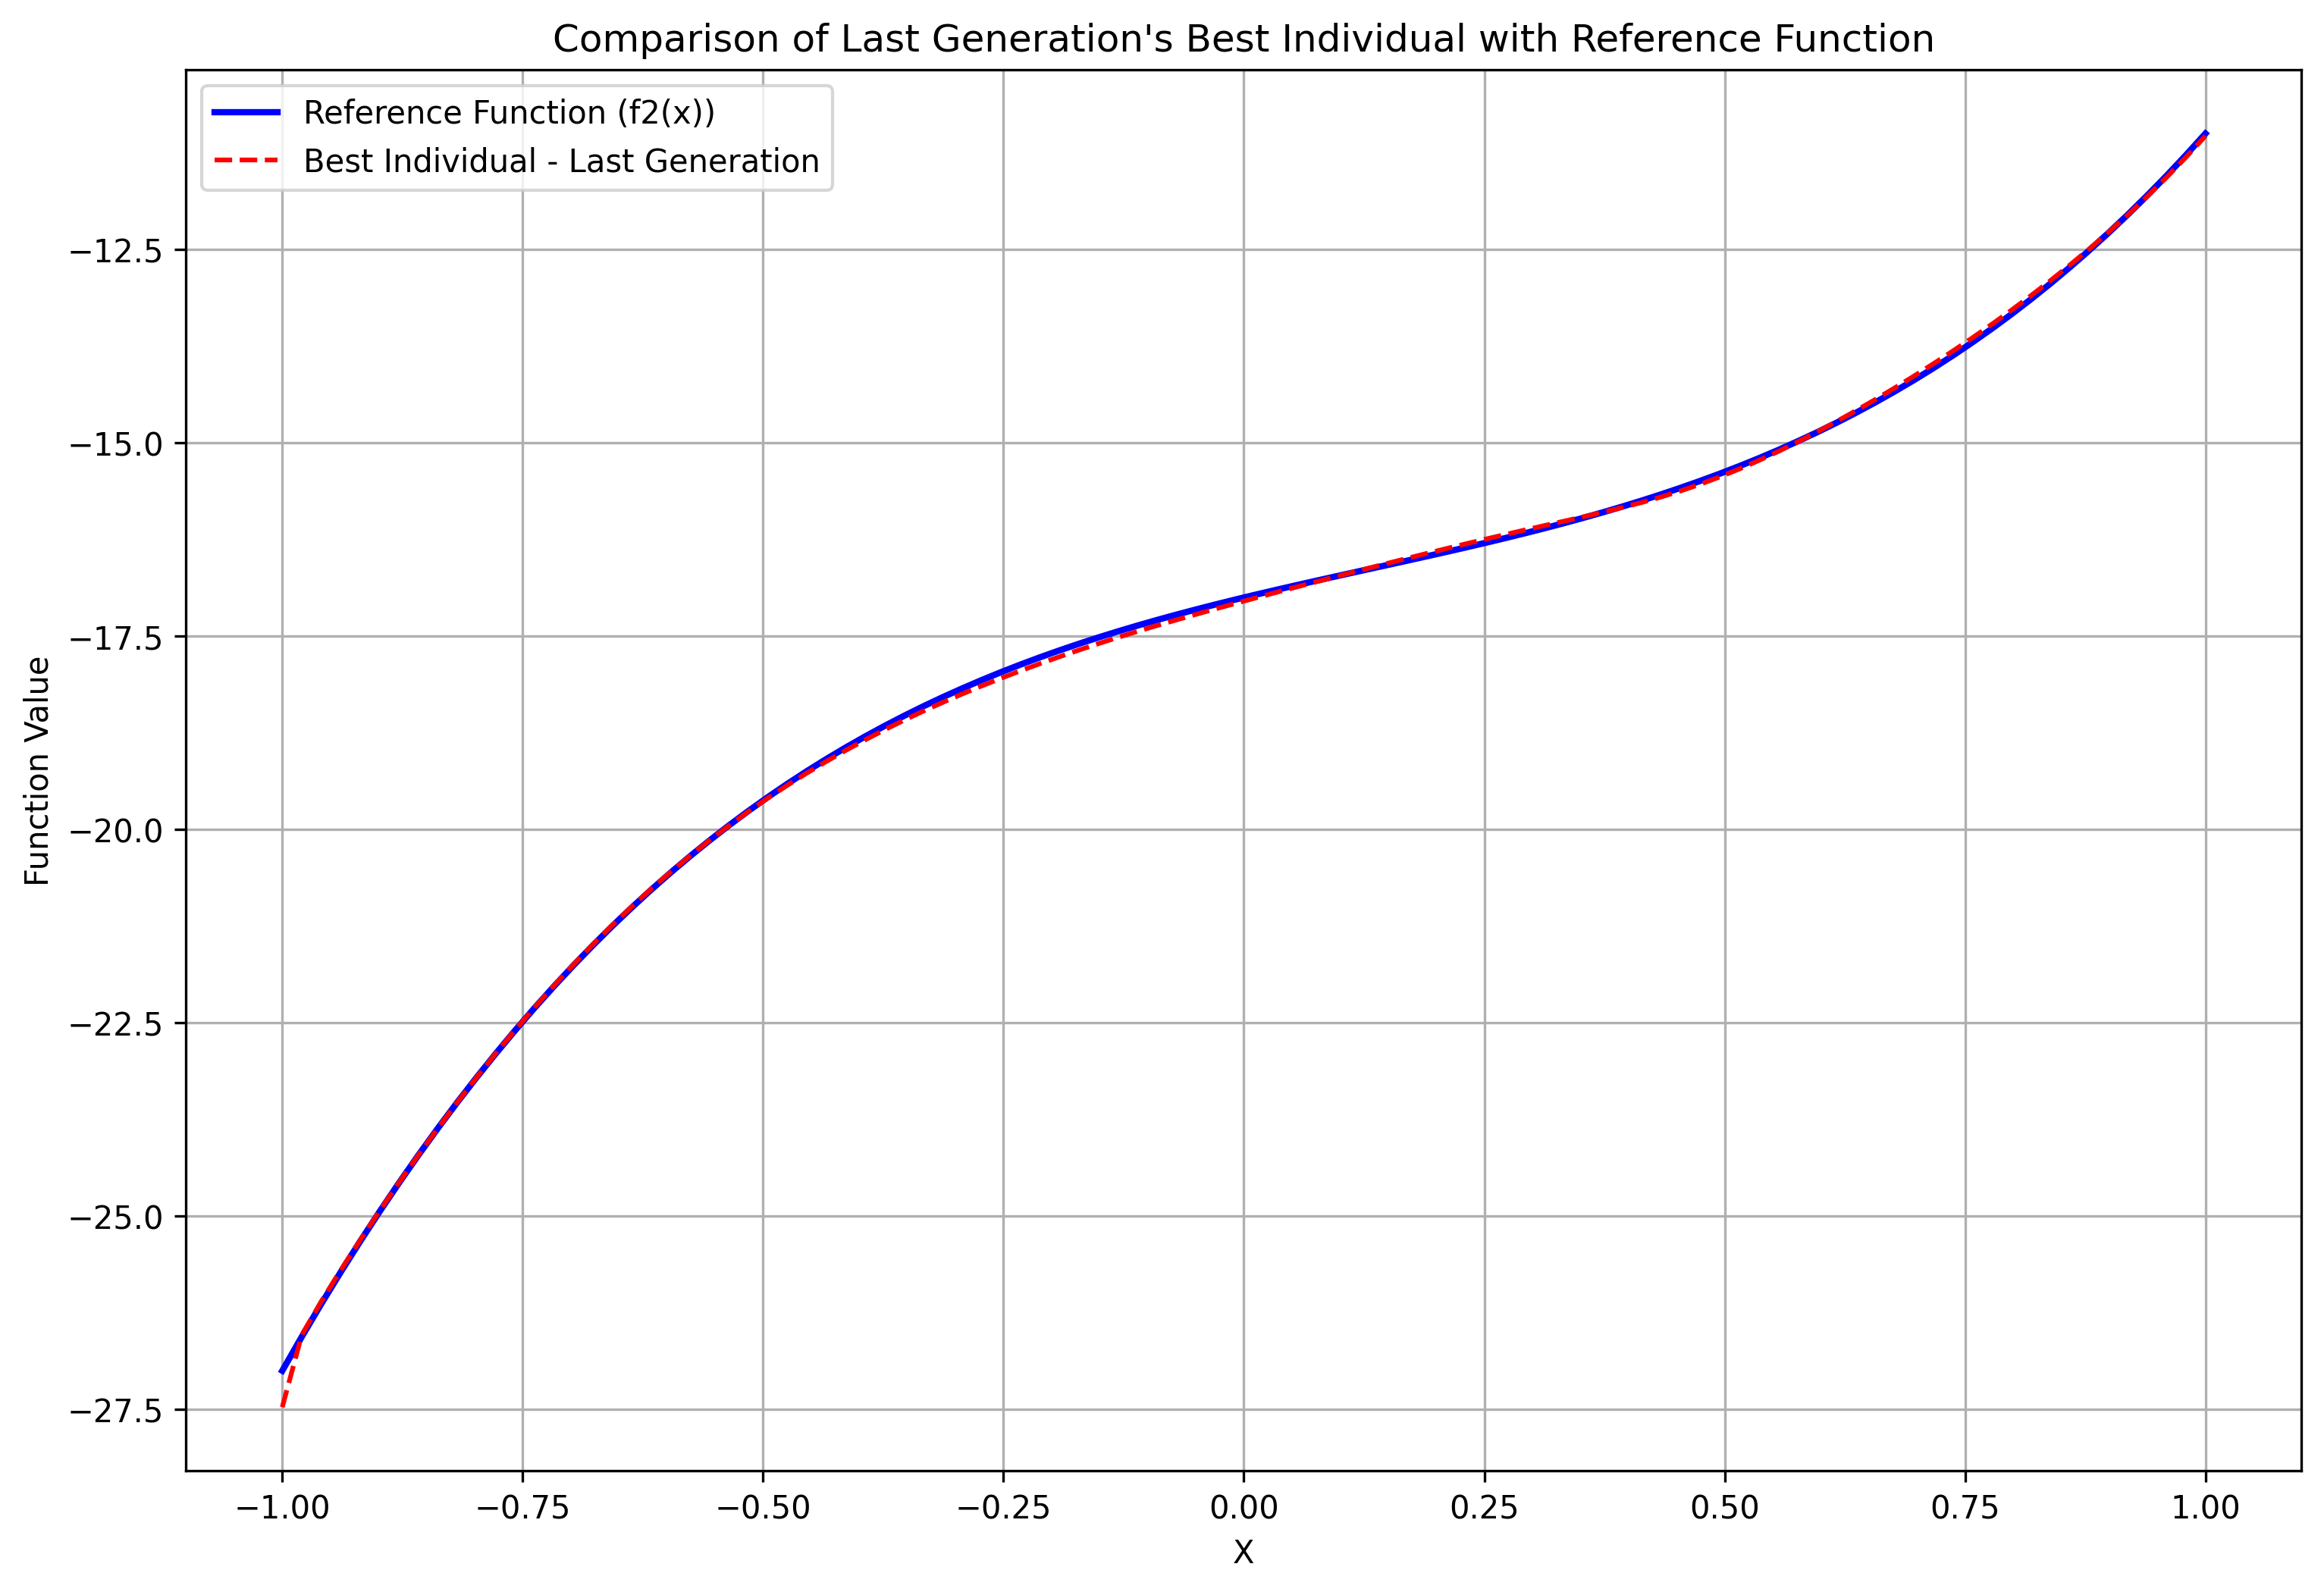 Comparison of Last Generation's Best Individual with Reference Function
Reference Function (f2(x))
Best Individual - Last Generation
−12.5
−15.0
−17.5
−20.0
−22.5
−25.0
−27.5
Function Value
−1.00 −0.75 −0.50 −0.25 0.00 0.25 0.50 0.75 1.00
X